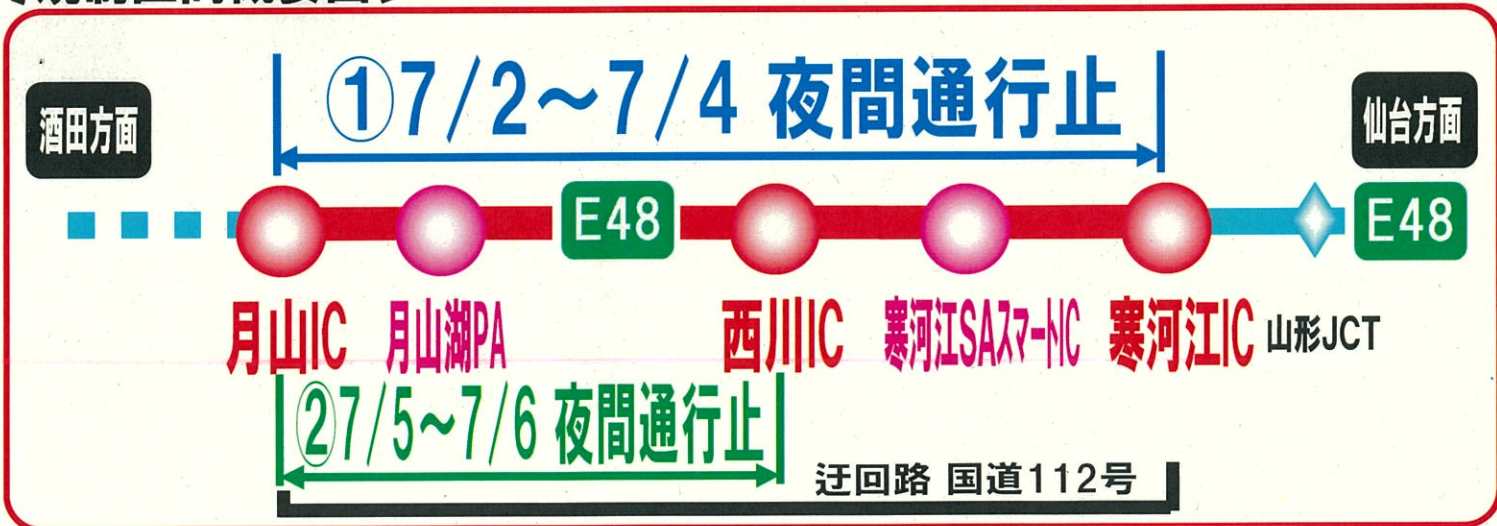 ①7/2～7/4 夜間通行止
酒田方面
仙台方面
E48
E48
月山IC
月山湖PA
西川IC
寒河江SAスマートIC
寒河江IC
山形JCT
②7/5～7/6 夜間通行止
迂回路 国道112号